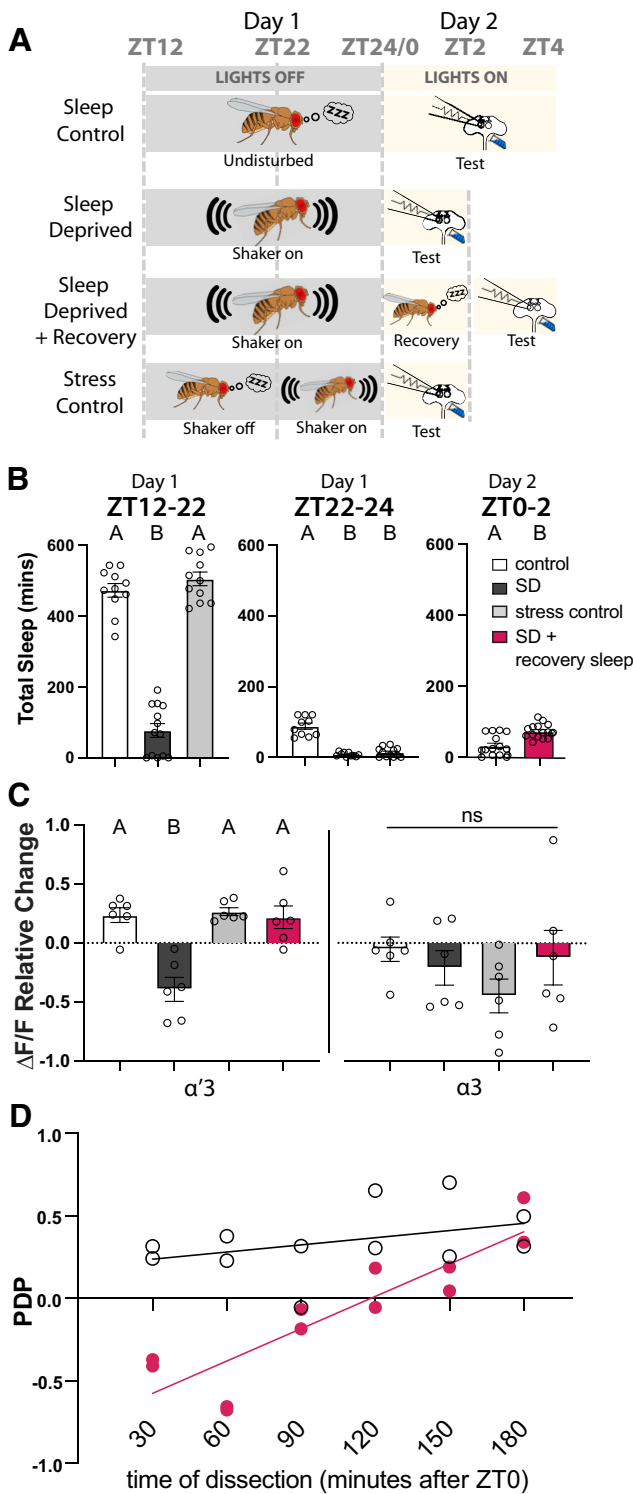 A
Day 1
Day 2
ZT12
ZT22
ZT24/0
ZT2
ZT4
LIGHTS OFF
LIGHTS ON
Sleep
Control
zzz
Undisturbed
Test
Sleep
Deprived
Shaker on
Test
Sleep
Deprived
+ Recovery
zzz
Shaker on
Recovery
Test
Stress
Control
zzz
Shaker off
Shaker on
Test
B
Day 1
ZT12-22
Day 1
ZT22-24
Day 2
ZT0-2
A B A
A B B
A B
Total Sleep (mins)
600
400
200
0
600
400
200
0
600
400
200
0
control
SD
stress control
SD +
recovery sleep
C
ΔF/F Relative Change
1.0
0.5
0.0
-0.5
-1.0
A B A A
ns
α'3
α3
D
PDP
1.0
0.5
0.0
-0.5
-1.0
30 60 90 120 150 180
time of dissection (minutes after ZT0)